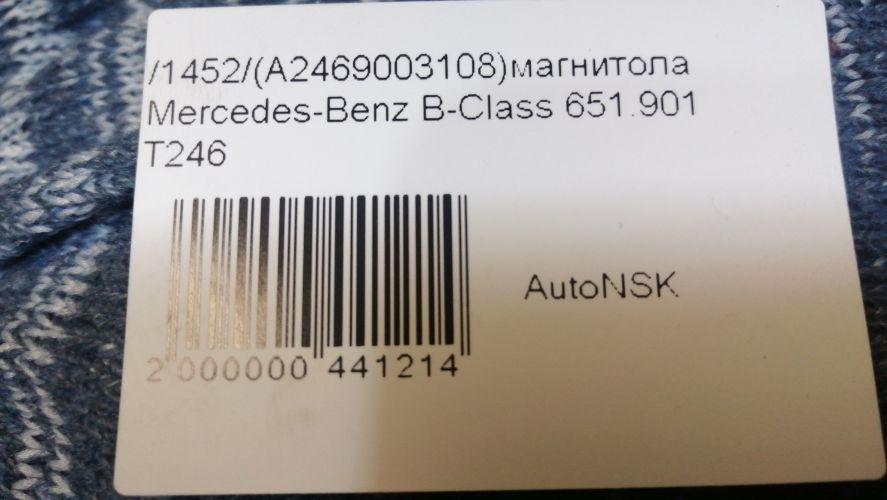 /1452/(A2469003108)магнитола
Mercedes-Benz B-Class 651.901
T246
AutoNSK
2 000000 441214